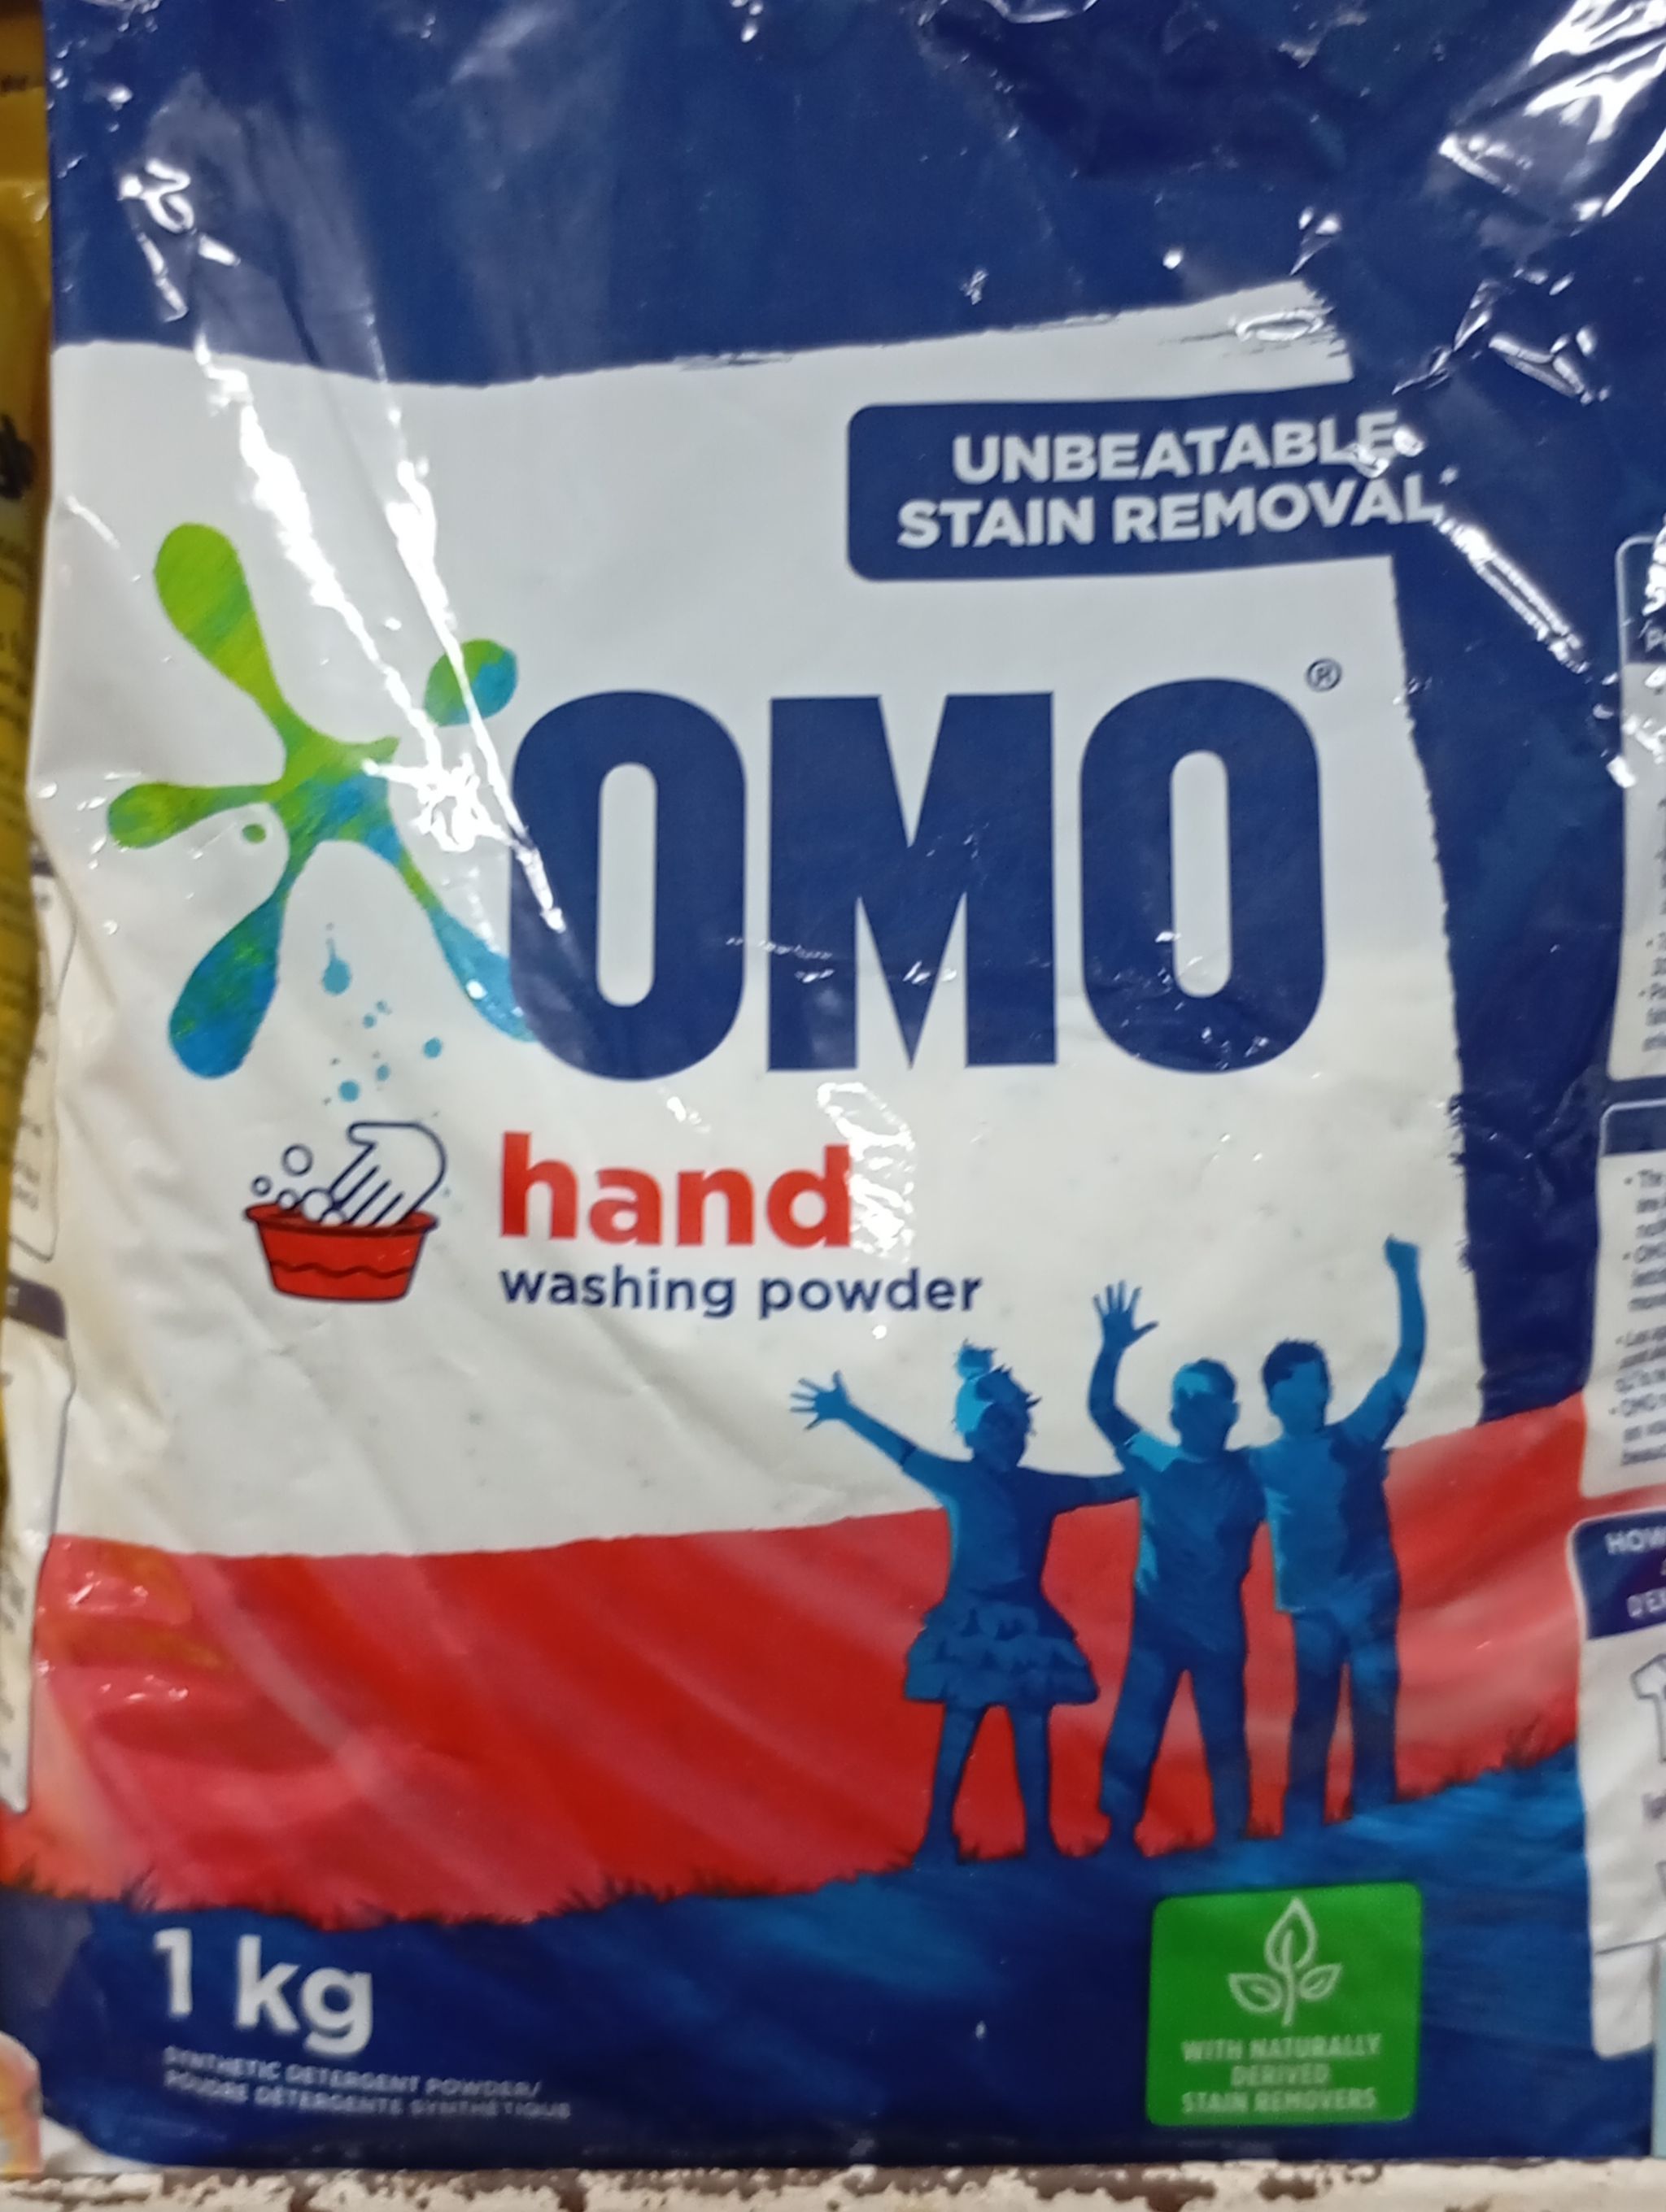 UNBEATABLE
STAIN REMOVAL*
OMO®
hand
washing powder
1 kg
SYNTHETIC DETERGENT POWDER/
POUDRE DÉTERGENTE SYNTHÉTIQUE
WITH NATURALLY
DERIVED
STAIN REMOVERS
HOW